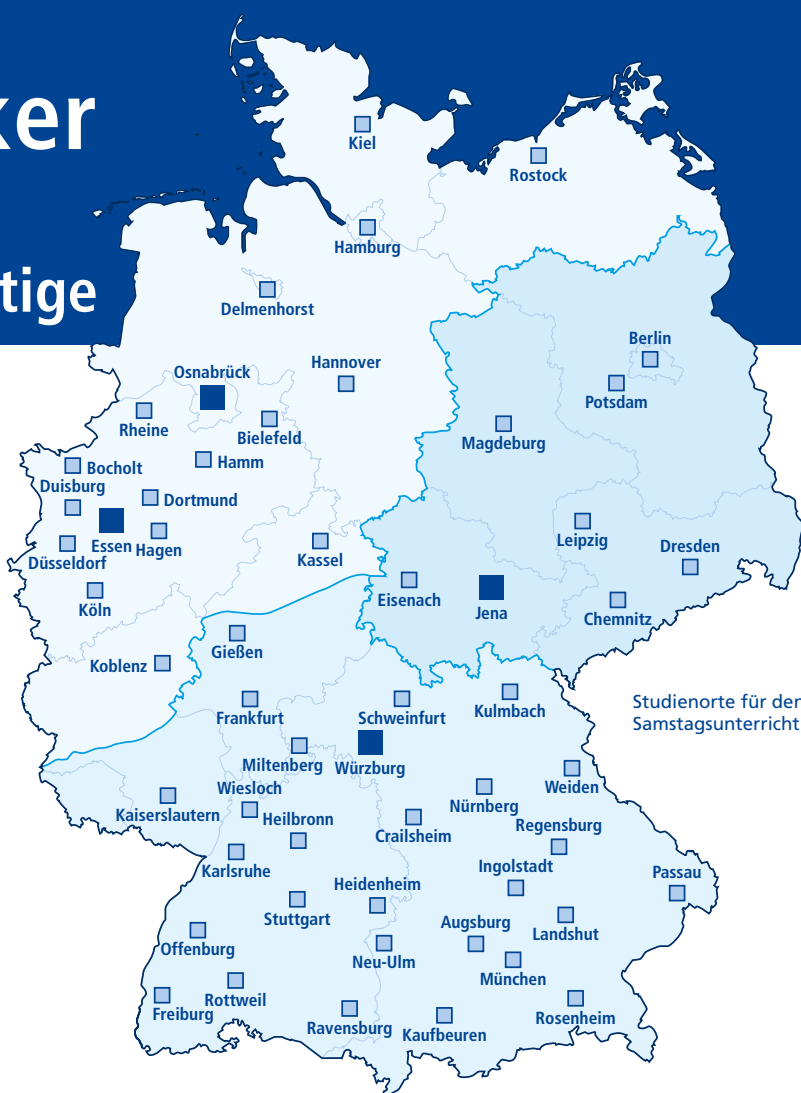 ker
tige
Kiel
Rostock
Hamburg
Delmenhorst
Berlin
Hannover
Osnabrück
Potsdam
Rheine
Bielefeld
Magdeburg
Hamm
Bocholt
Duisburg
Dortmund
Leipzig
Essen
Hagen
Dresden
Düsseldorf
Kassel
Eisenach
Jena
Köln
Chemnitz
Gießen
Koblenz
Studienorte für der
Samstagsunterricht
Frankfurt
Schweinfurt
Kulmbach
Miltenberg
Würzburg
Weiden
Wiesloch
Nürnberg
Kaiserslautern
Heilbronn
Regensburg
Crailsheim
Ingolstadt
Karlsruhe
Passau
Heidenheim
Stuttgart
Augsburg
Landshut
Offenburg
Neu-Ulm
München
Rottweil
Freiburg
Rosenheim
Ravensburg
Kaufbeuren